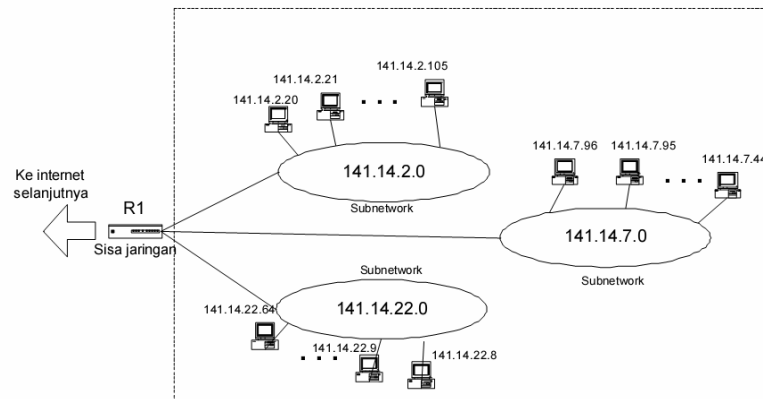 141.14.2.105
141.14.2.21
141.14.2.20
141.14.2.0
Subnetwork
141.14.7.96
141.14.7.95
141.14.7.44
141.14.7.0
Subnetwork
Ke internet
selanjutnya
R1
Sisa jaringan
Subnetwork
141.14.22.0
141.14.22.64
141.14.22.9
141.14.22.8